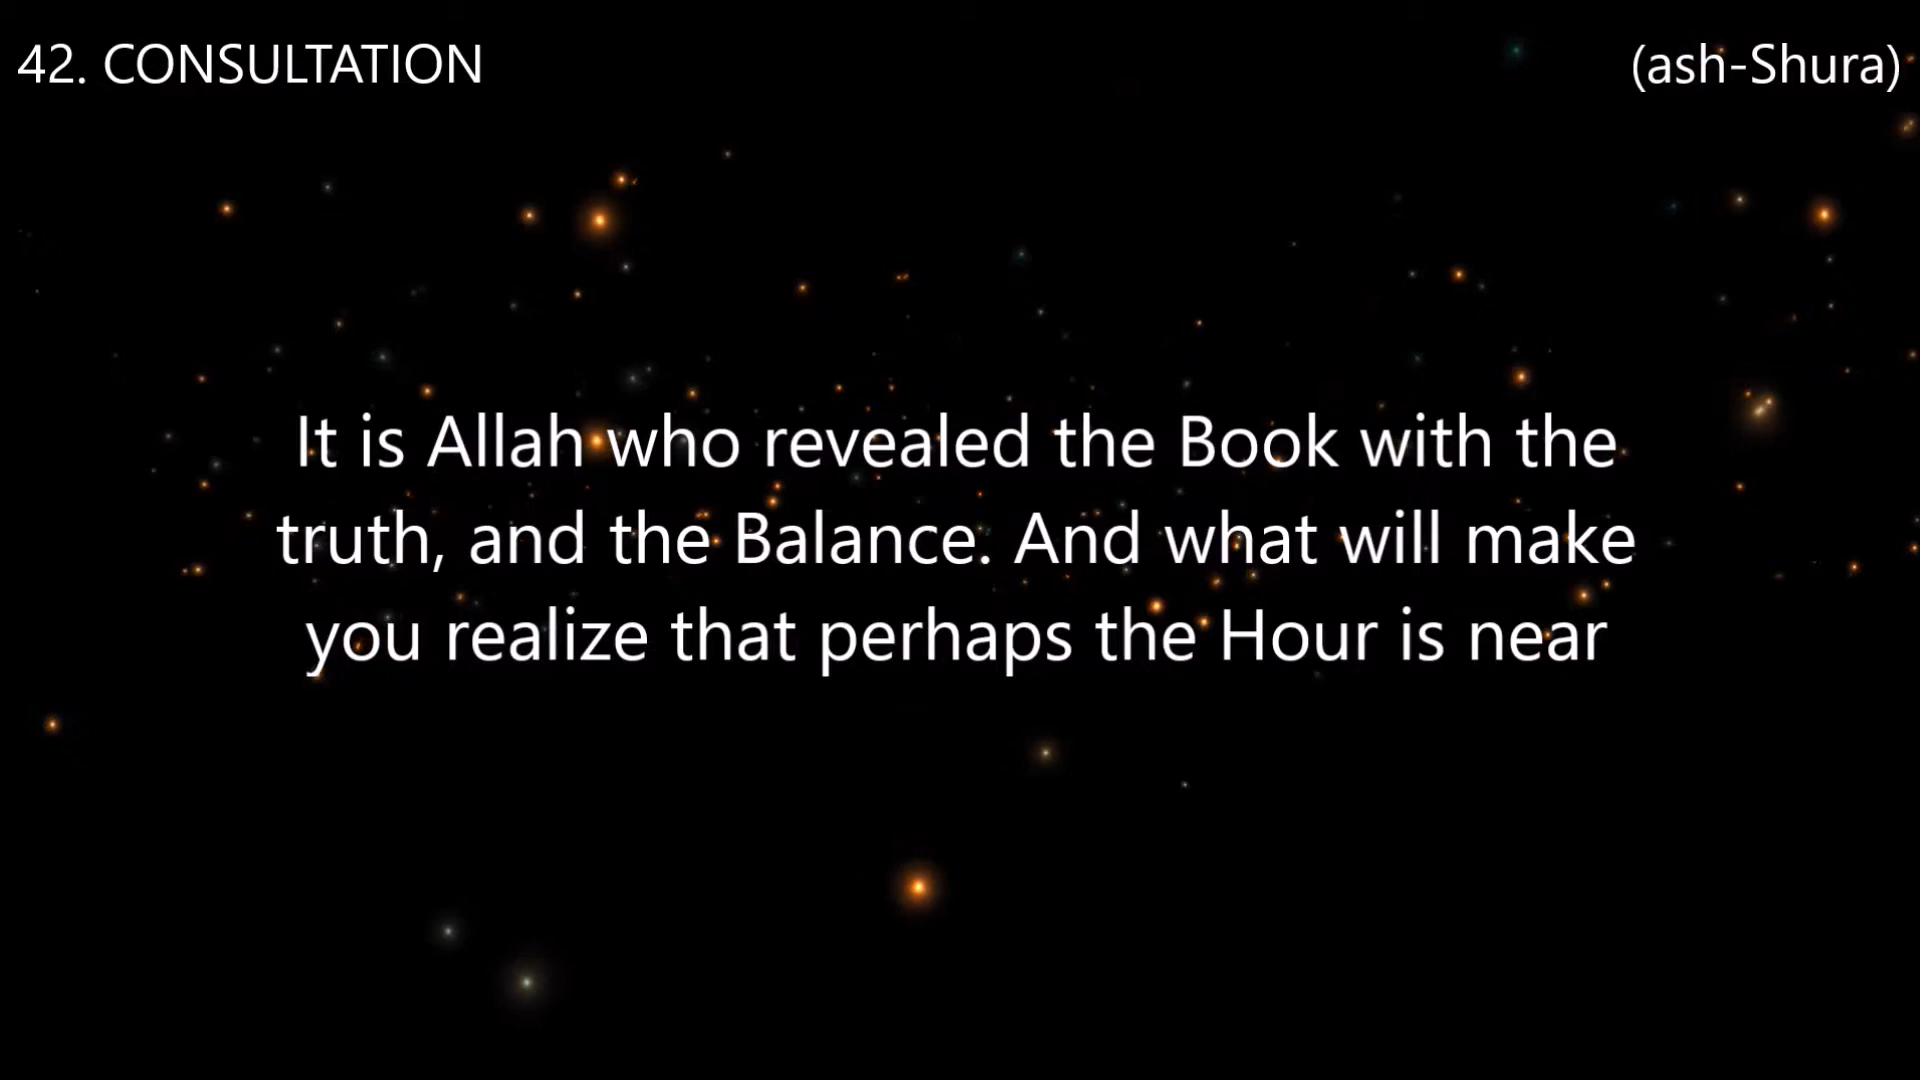 42. CONSULTATION (ash-Shura)
It is Allah who revealed the Book with the
truth, and the Balance. And what will make
you realize that perhaps the Hour is near